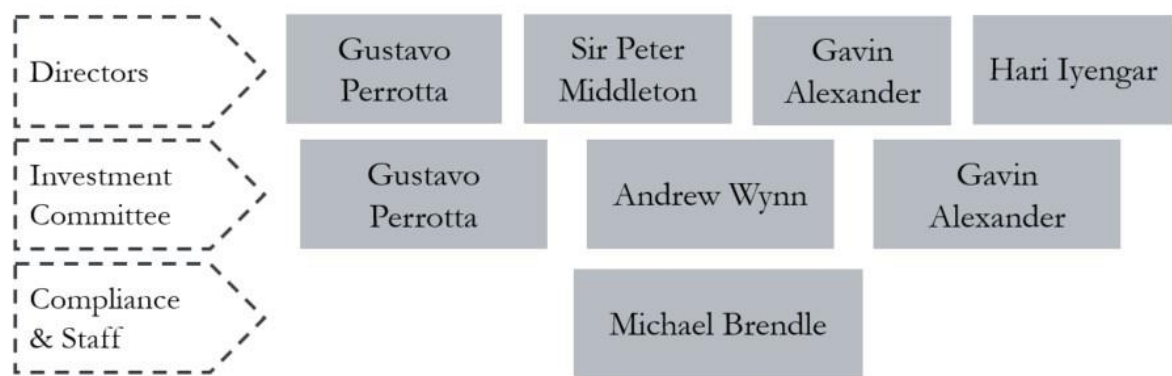 Directors
Gustavo
Perrotta
Sir Peter
Middleton
Gavin
Alexander
Hari Iyengar
Investment
Committee
Gustavo
Perrotta
Andrew Wynn
Gavin
Alexander
Compliance
& Staff
Michael Brendle